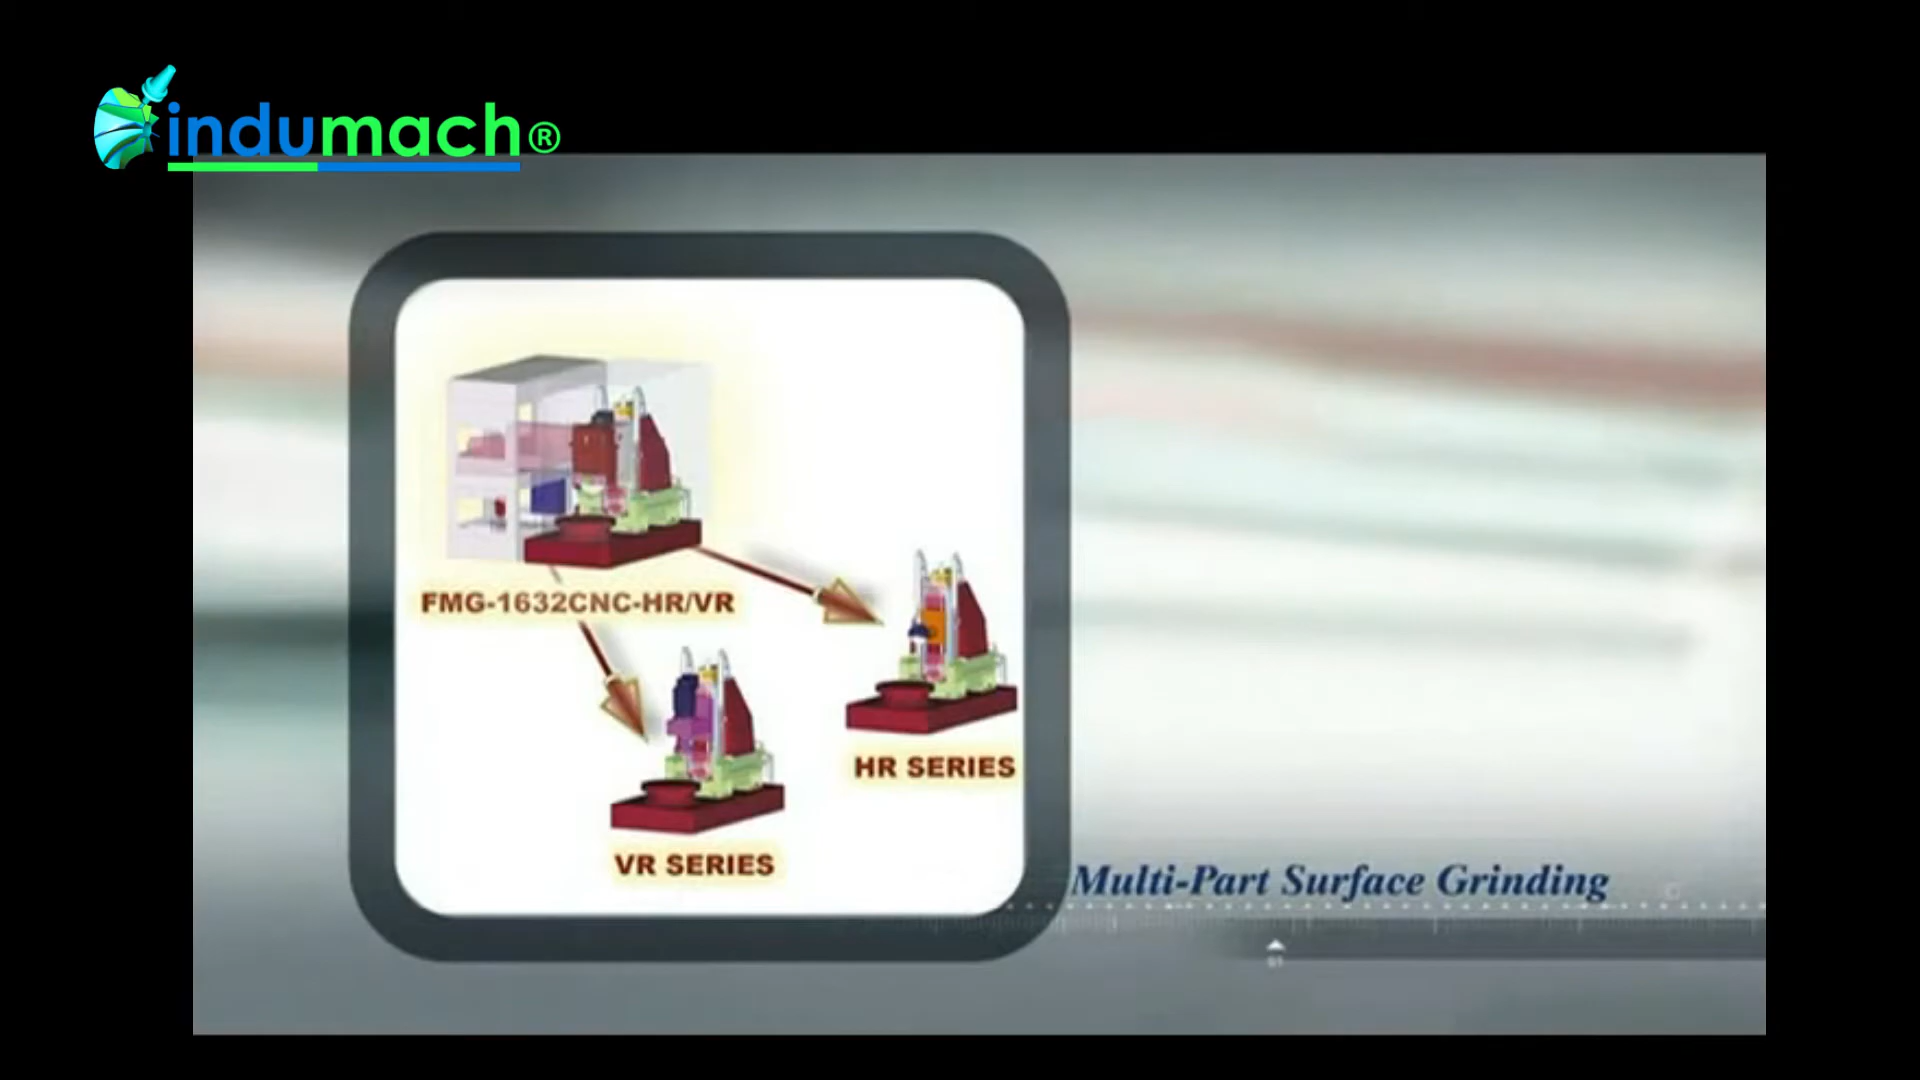 indumach®
FMG-1632CNC-HR/VR
HR SERIES
VR SERIES
Multi-Part Surface Grinding